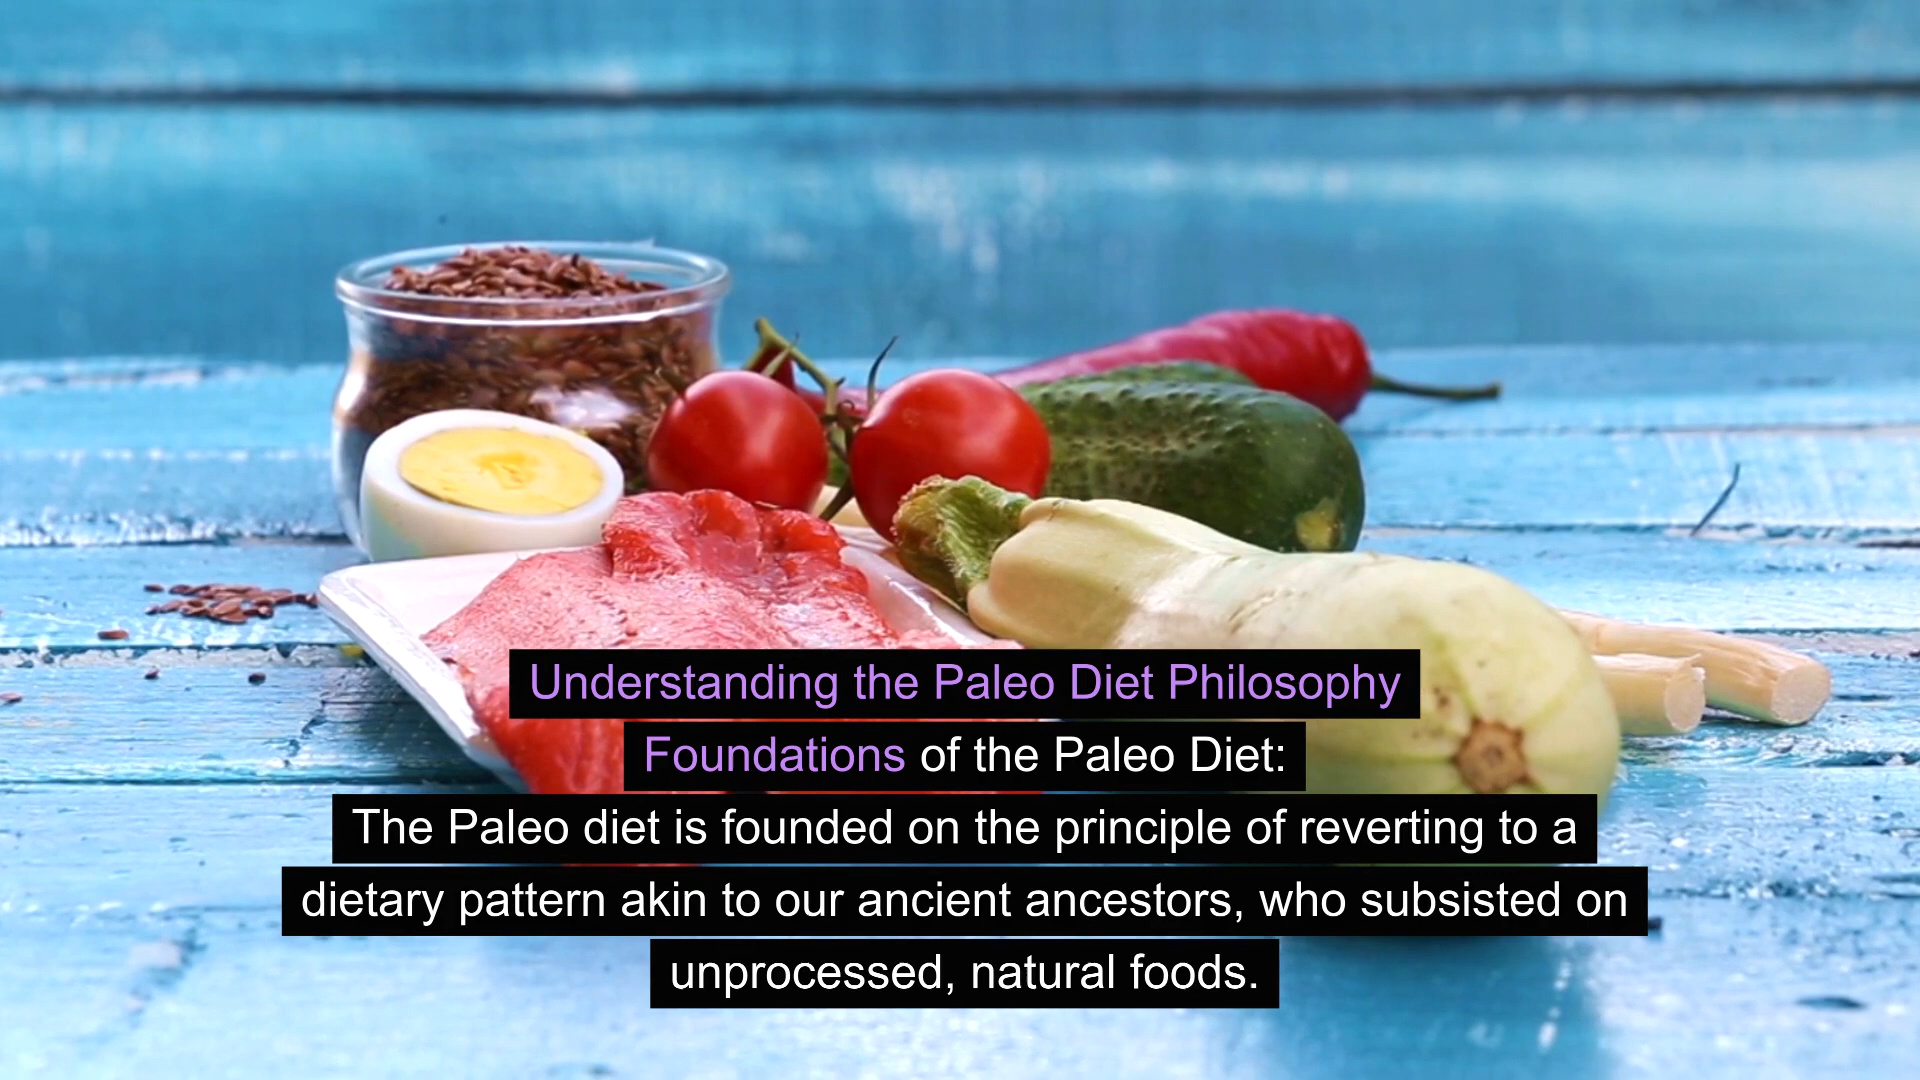 Understanding the Paleo Diet Philosophy
Foundations of the Paleo Diet:
The Paleo diet is founded on the principle of reverting to a
dietary pattern akin to our ancient ancestors, who subsisted on
unprocessed, natural foods.